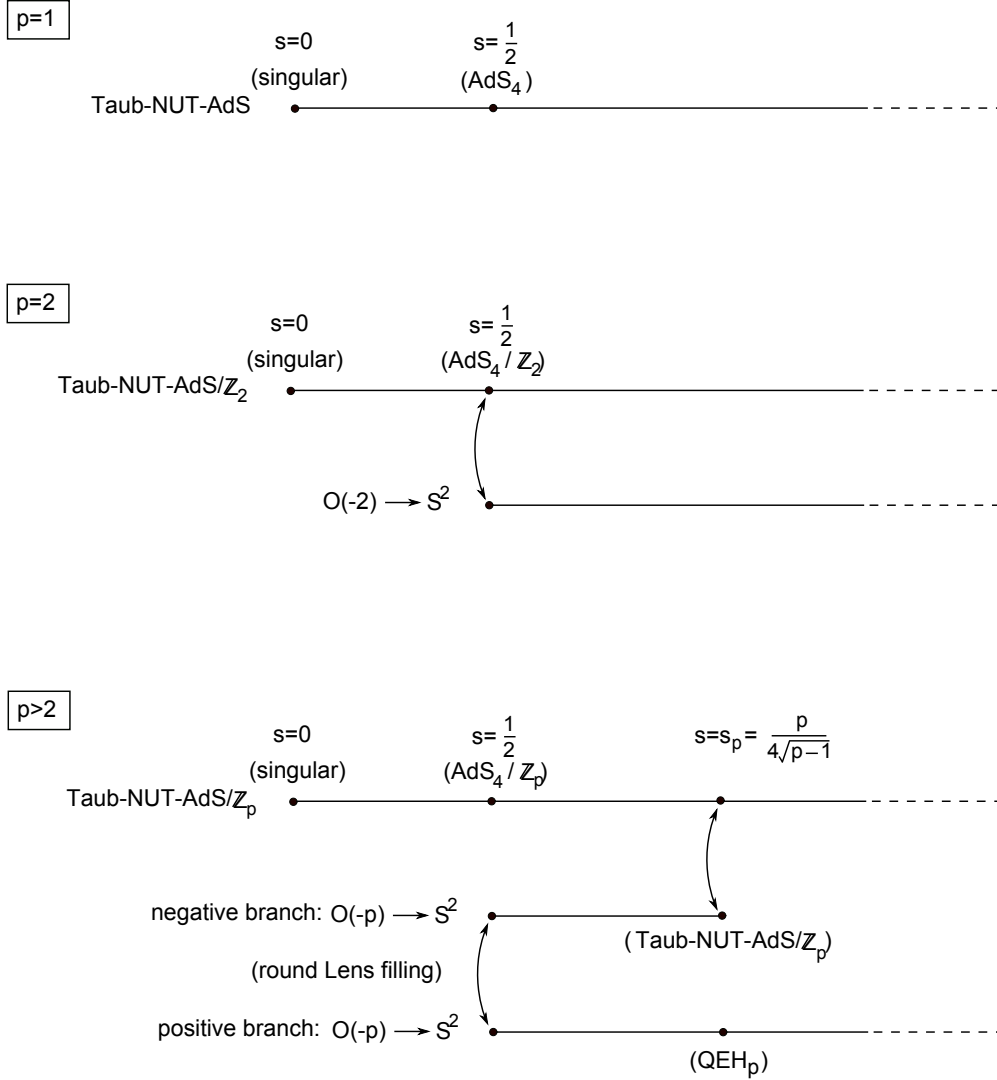 p=1
s=0
(singular)
s= 1/2
(AdS₄)
Taub-NUT-AdS
p=2
s=0
(singular)
s= 1/2
(AdS₄ / ℤ₂)
Taub-NUT-AdS/ℤ₂
O(-2) → S²
p>2
s=0
(singular)
s= 1/2
(AdS₄ / ℤₚ)
s=sₚ= p/4√p−1
Taub-NUT-AdS/ℤₚ
negative branch: O(-p) → S²
(Taub-NUT-AdS/ℤₚ)
(round Lens filling)
positive branch: O(-p) → S²
(QEHₚ)